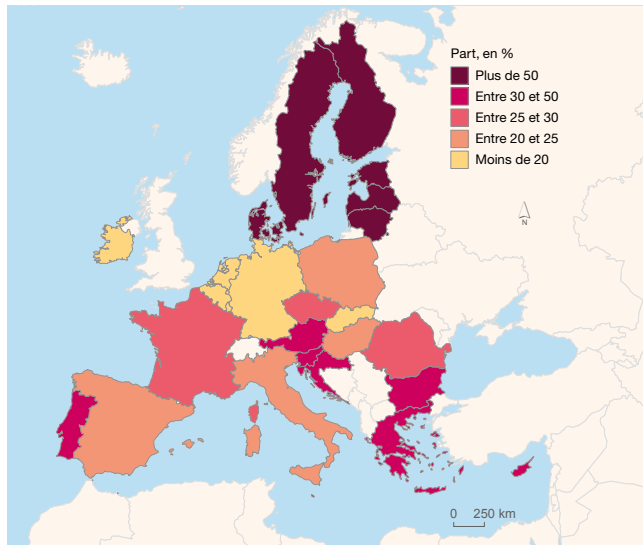 Part, en %
Plus de 50
Entre 30 et 50
Entre 25 et 30
Entre 20 et 25
Moins de 20
N
0 250 km